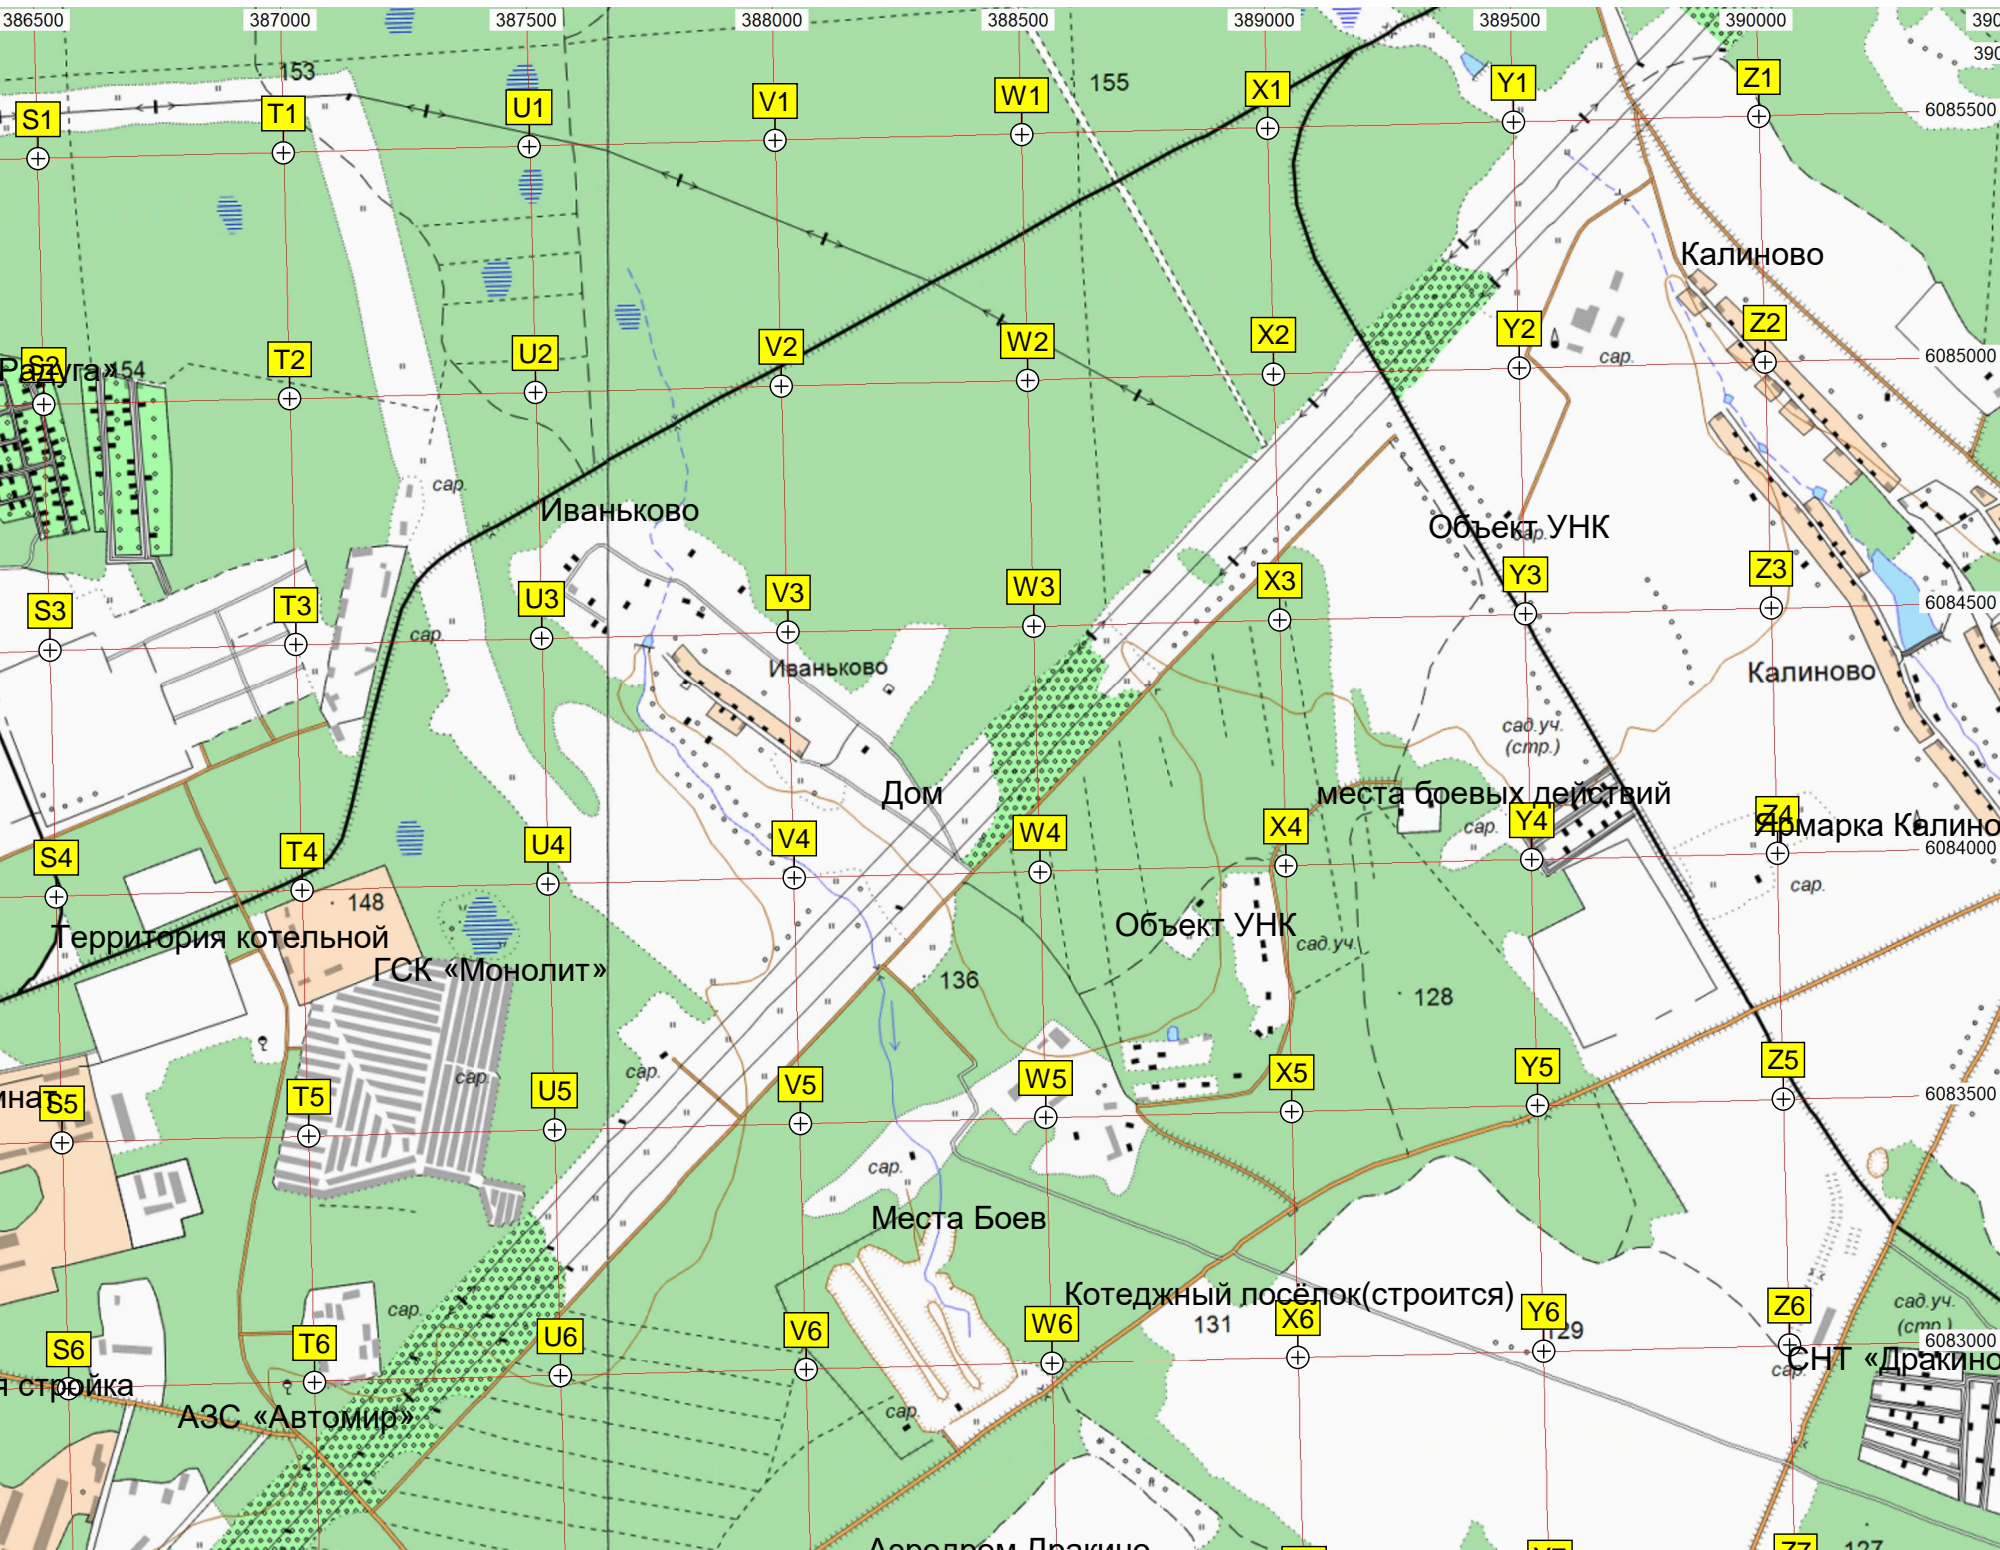 386500 387000 387500 388000 388500 389000 389500 390000
153 155
S1 T1 U1 V1 W1 X1 Y1 Z1
6085500
Калиново
S2 T2 U2 V2 W2 X2 Y2 Z2
6085000
Радуга»
154
сар.
сар.
Иваньково
Объект УНК
сар.
S3 T3 U3 V3 W3 X3 Y3 Z3
6084500
сар.
Иваньково
Калиново
сад.уч.
(стр.)
Дом
места боевых действий
S4 T4 U4 V4 W4 X4 Y4 Z4
сар.
Ярмарка Калино
6084000
сар.
148
Территория котельной
Объект УНК
сад.уч.
ГСК «Монолит»
136
128
S5 T5 U5 V5 W5 X5 Y5 Z5
сар.
сар.
6083500
сар.
Места Боев
Котеджный посёлок(строится)
131
129
сар.
сад.уч.
(стр.)
S6 T6 U6 V6 W6 X6 Y6 Z6
6083000
СНТ «Дракино
сар.
я стройка
АЗС «Автомир»
сар.
Аэродром Дракино
127